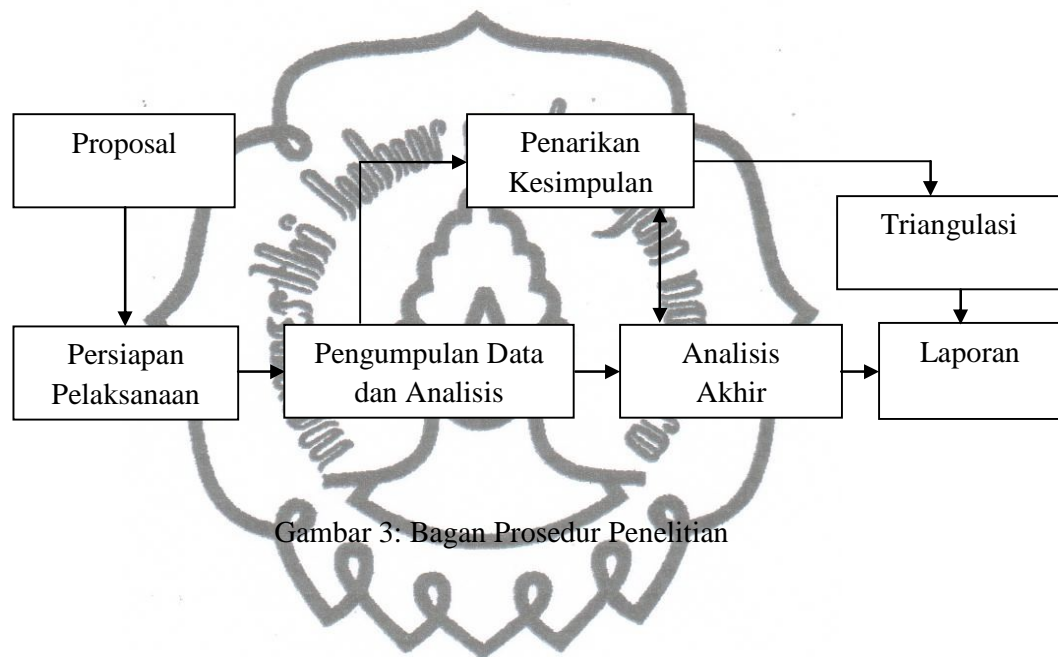 Proposal
Penarikan
Kesimpulan
Triangulasi
Persiapan
Pelaksanaan
Pengumpulan Data
dan Analisis
Analisis
Akhir
Laporan
Gambar 3: Bagan Prosedur Penelitian